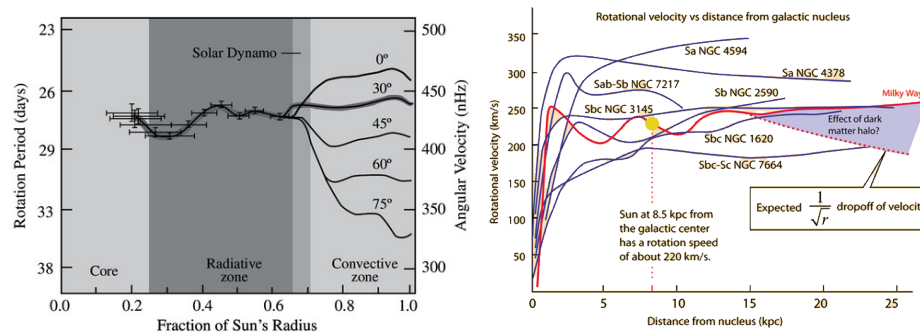 23
26
29
33
38
Rotation Period (days)
Solar Dynamo
0º
30º
45º
60º
75º
Core
Radiative
zone
Convective
zone
500
450
400
350
300
Angular Velocity (nHz)
0.0
0.2
0.4
0.6
0.8
1.0
Fraction of Sun's Radius
Rotational velocity vs distance from galactic nucleus
350
300
250
200
150
100
50
0
Rotational velocity (km/s)
Sa NGC 4594
Sa NGC 4378
Sab-Sb NGC 7217
Sb NGC 2590
Milky Way
Sbc NGC 3145
Effect of dark
matter halo?
Sbc NGC 1620
Sbc-Sc NGC 7664
Expected 1/√r dropoff of velocit
Sun at 8.5 kpc from
the galactic center
has a rotation speed
of about 220 km/s.
0
5
10
15
20
25
Distance from nucleus (kpc)